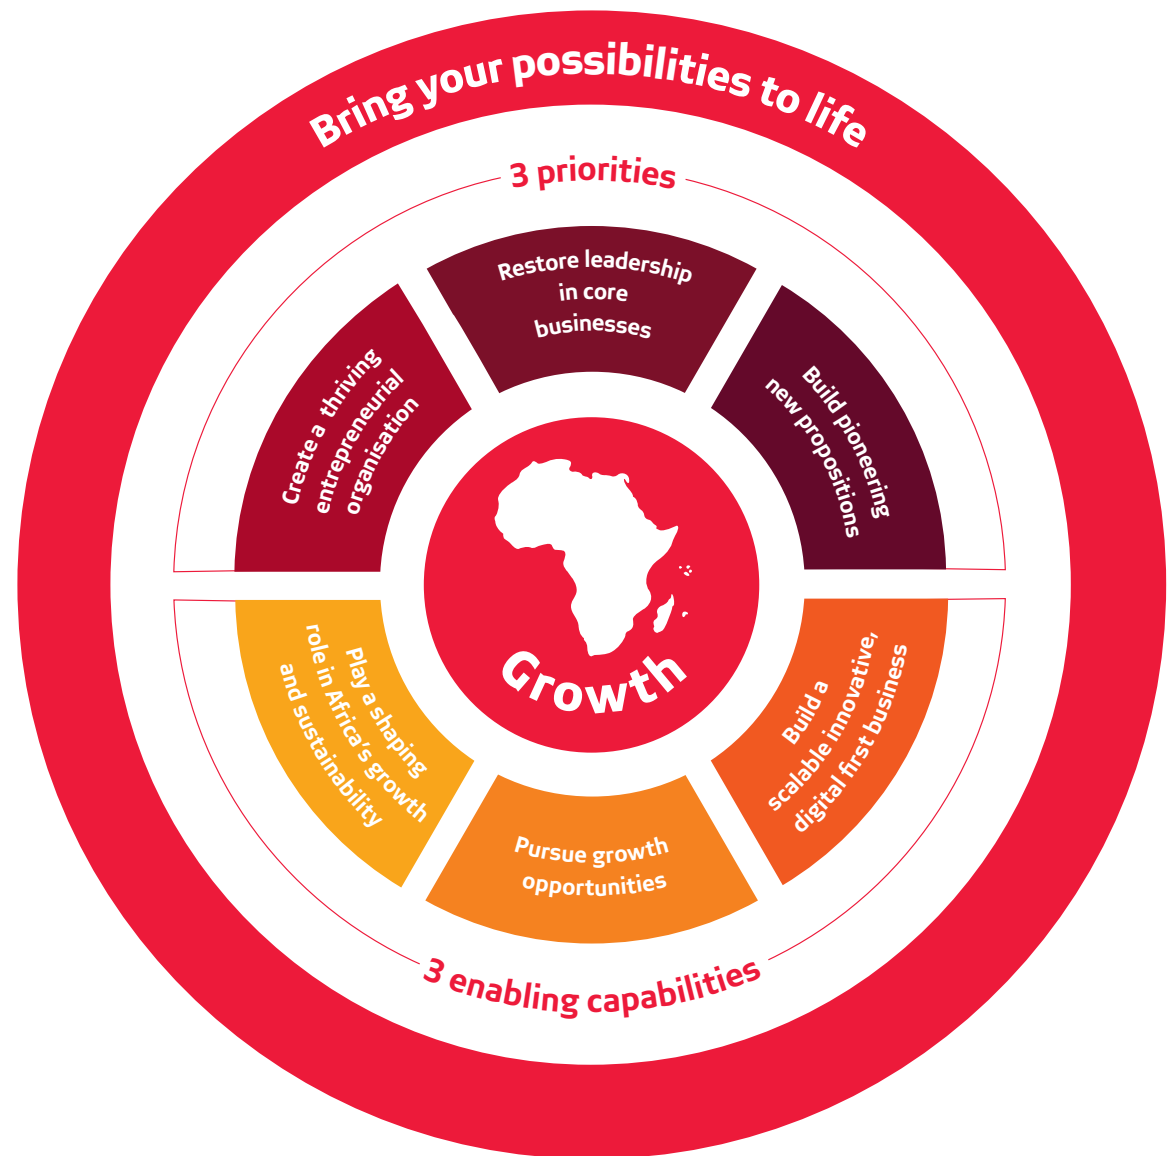 Bring your possibilities to life
3 priorities
Create a thriving
entrepreneurial
organisation
Restore leadership
in core
businesses
Build pioneering
new propositions
Growth
Play a shaping
role in Africa's growth
and sustainability
Pursue growth
opportunities
Build a
scalable innovative,
digital first business
3 enabling capabilities